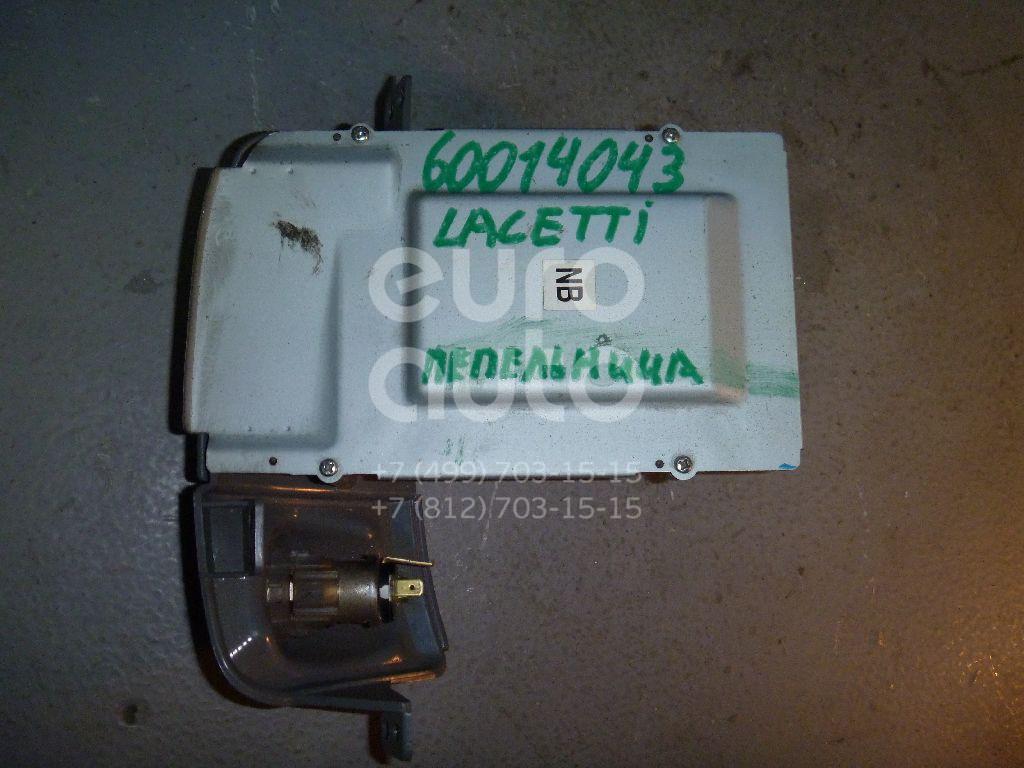 60014043
LACETTi
euro
NB
ПЕПЕЛЬНИЦА
auto
+7 (499) 703-15-15
+7 (812) 703-15-15